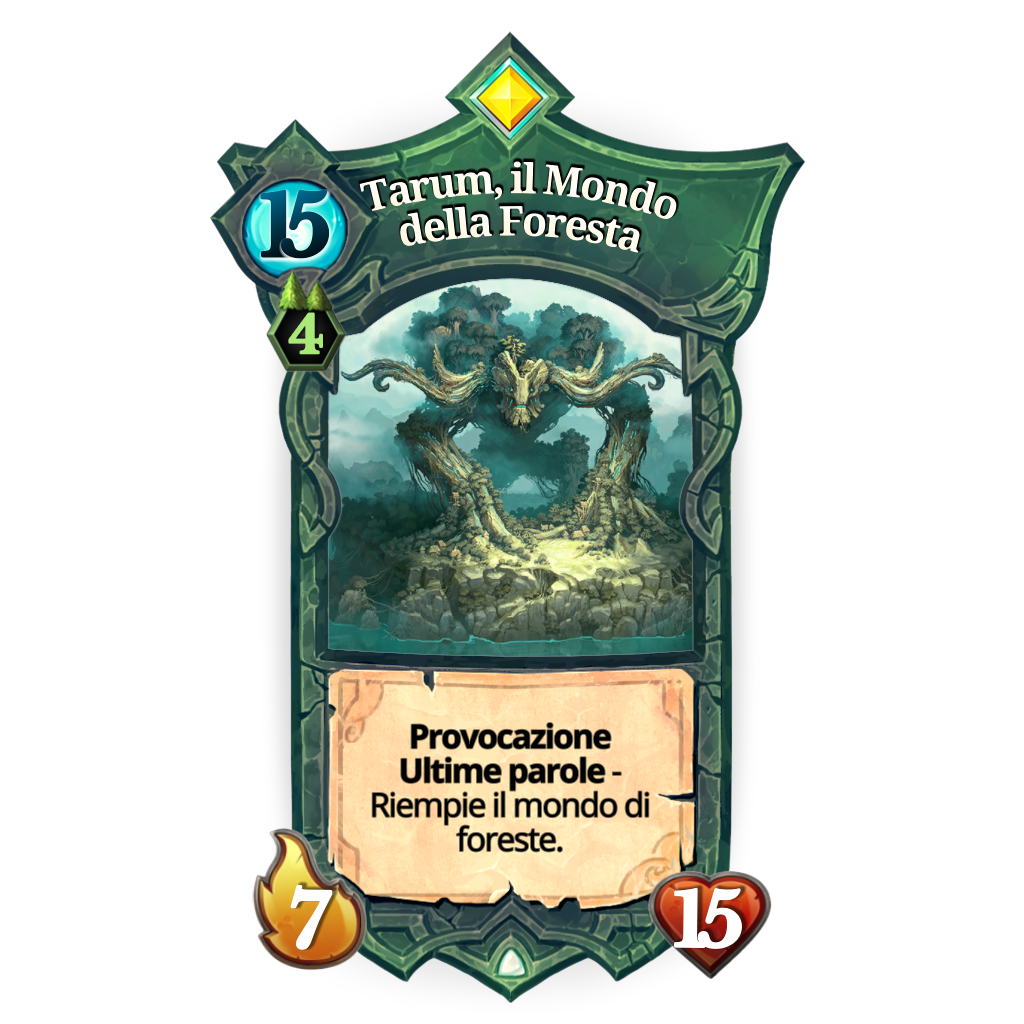 Tarum, il Mondo
della Foresta
15
4
Provocazione
Ultime parole -
Riempie il mondo di
foreste.
7
15